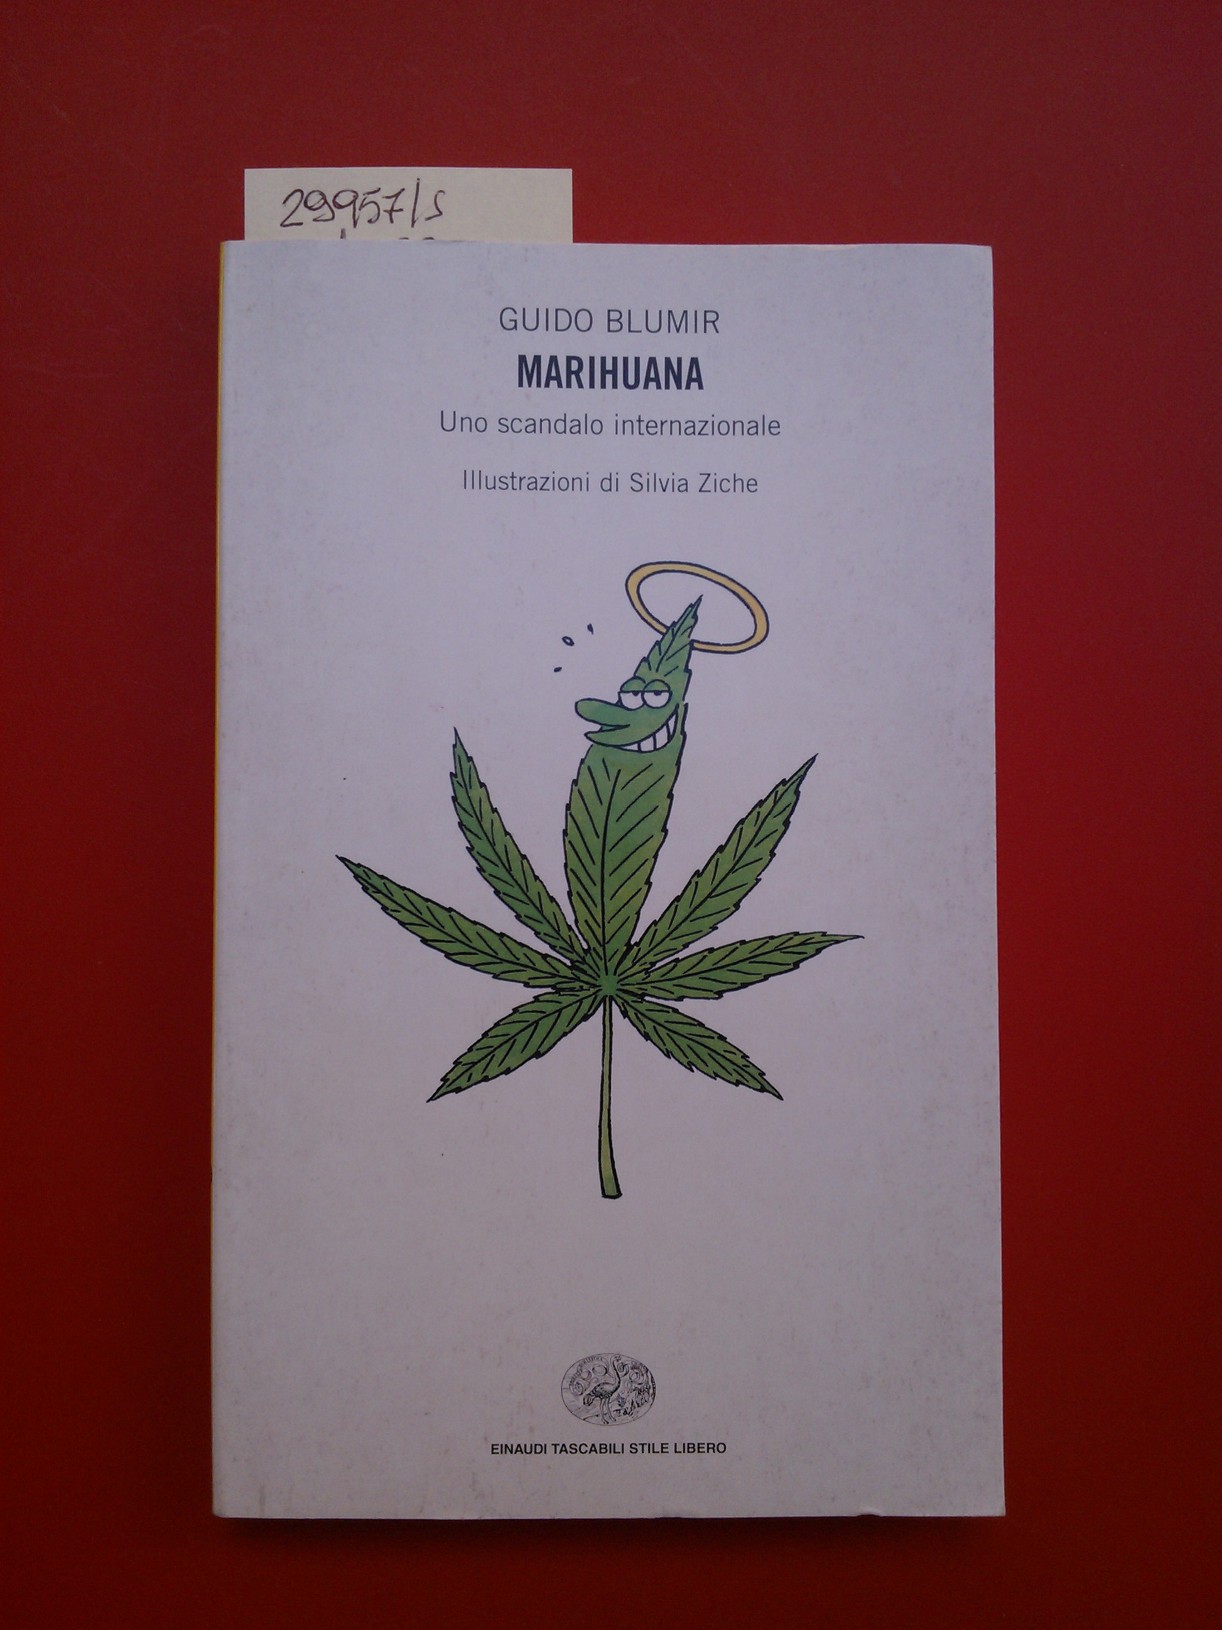 29957/s
GUIDO BLUMIR
MARIHUANA
Uno scandalo internazionale
Illustrazioni di Silvia Ziche
EINAUDI TASCABILI STILE LIBERO